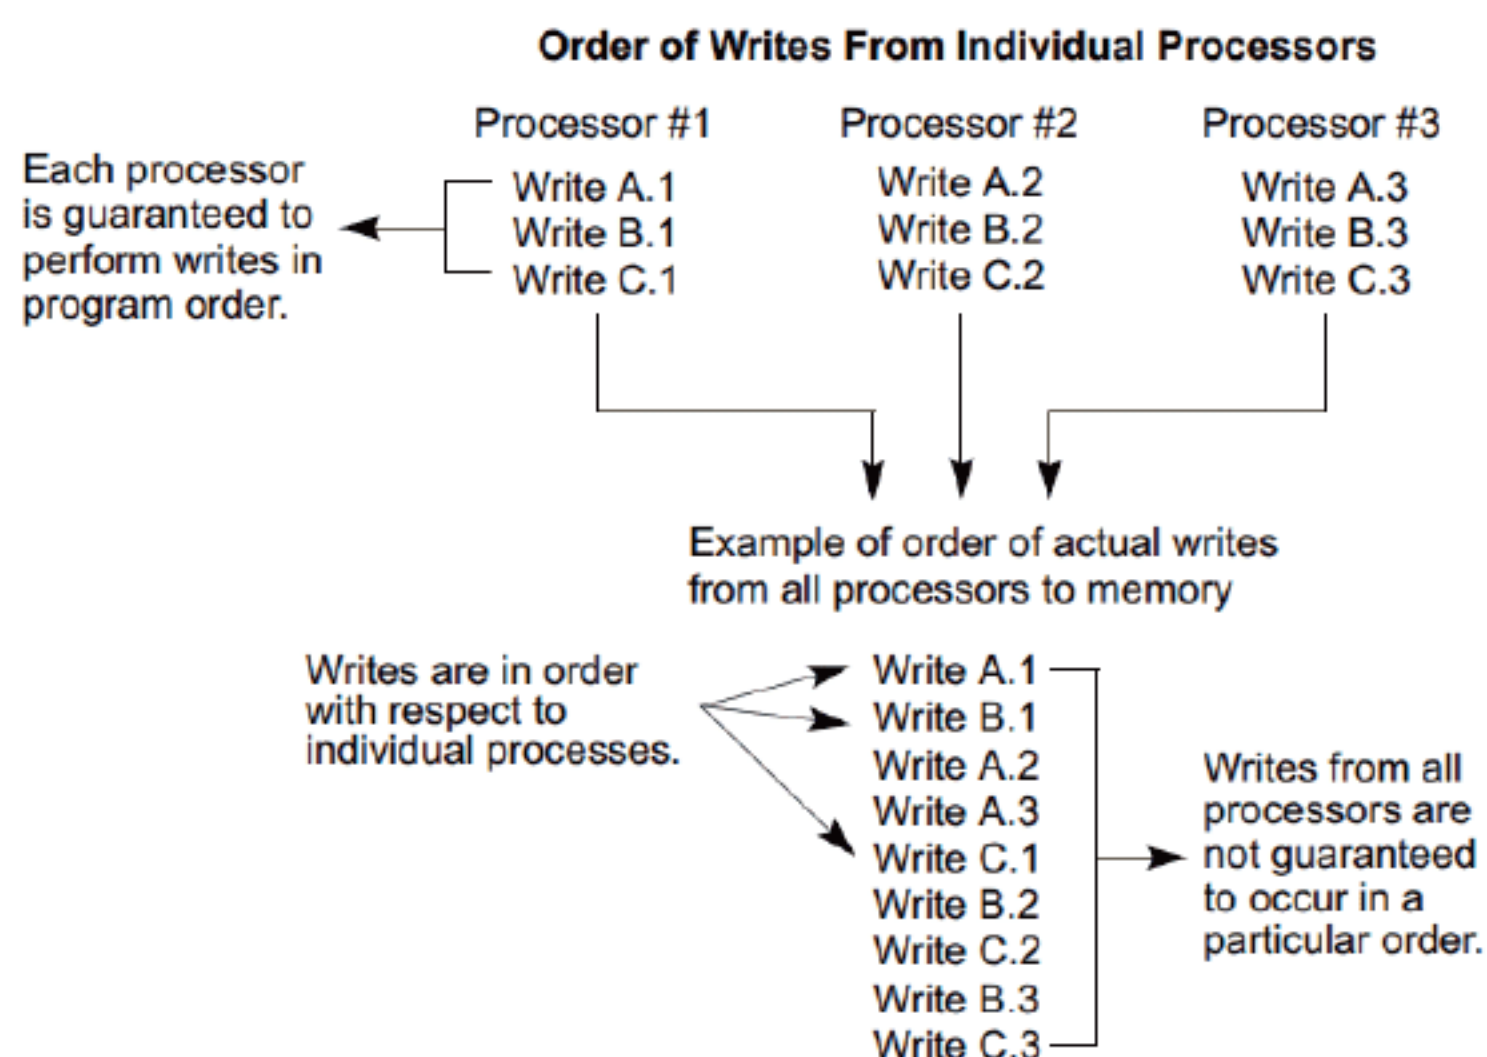 Order of Writes From Individual Processors
Processor #1
Processor #2
Processor #3
Each processor
is guaranteed to
perform writes in
program order.
Write A.1
Write B.1
Write C.1
Write A.2
Write B.2
Write C.2
Write A.3
Write B.3
Write C.3
Example of order of actual writes
from all processors to memory
Writes are in order
with respect to
individual processes.
Write A.1
Write B.1
Write A.2
Write A.3
Write C.1
Write B.2
Write C.2
Write B.3
Write C.3
Writes from all
processors are
not guaranteed
to occur in a
particular order.